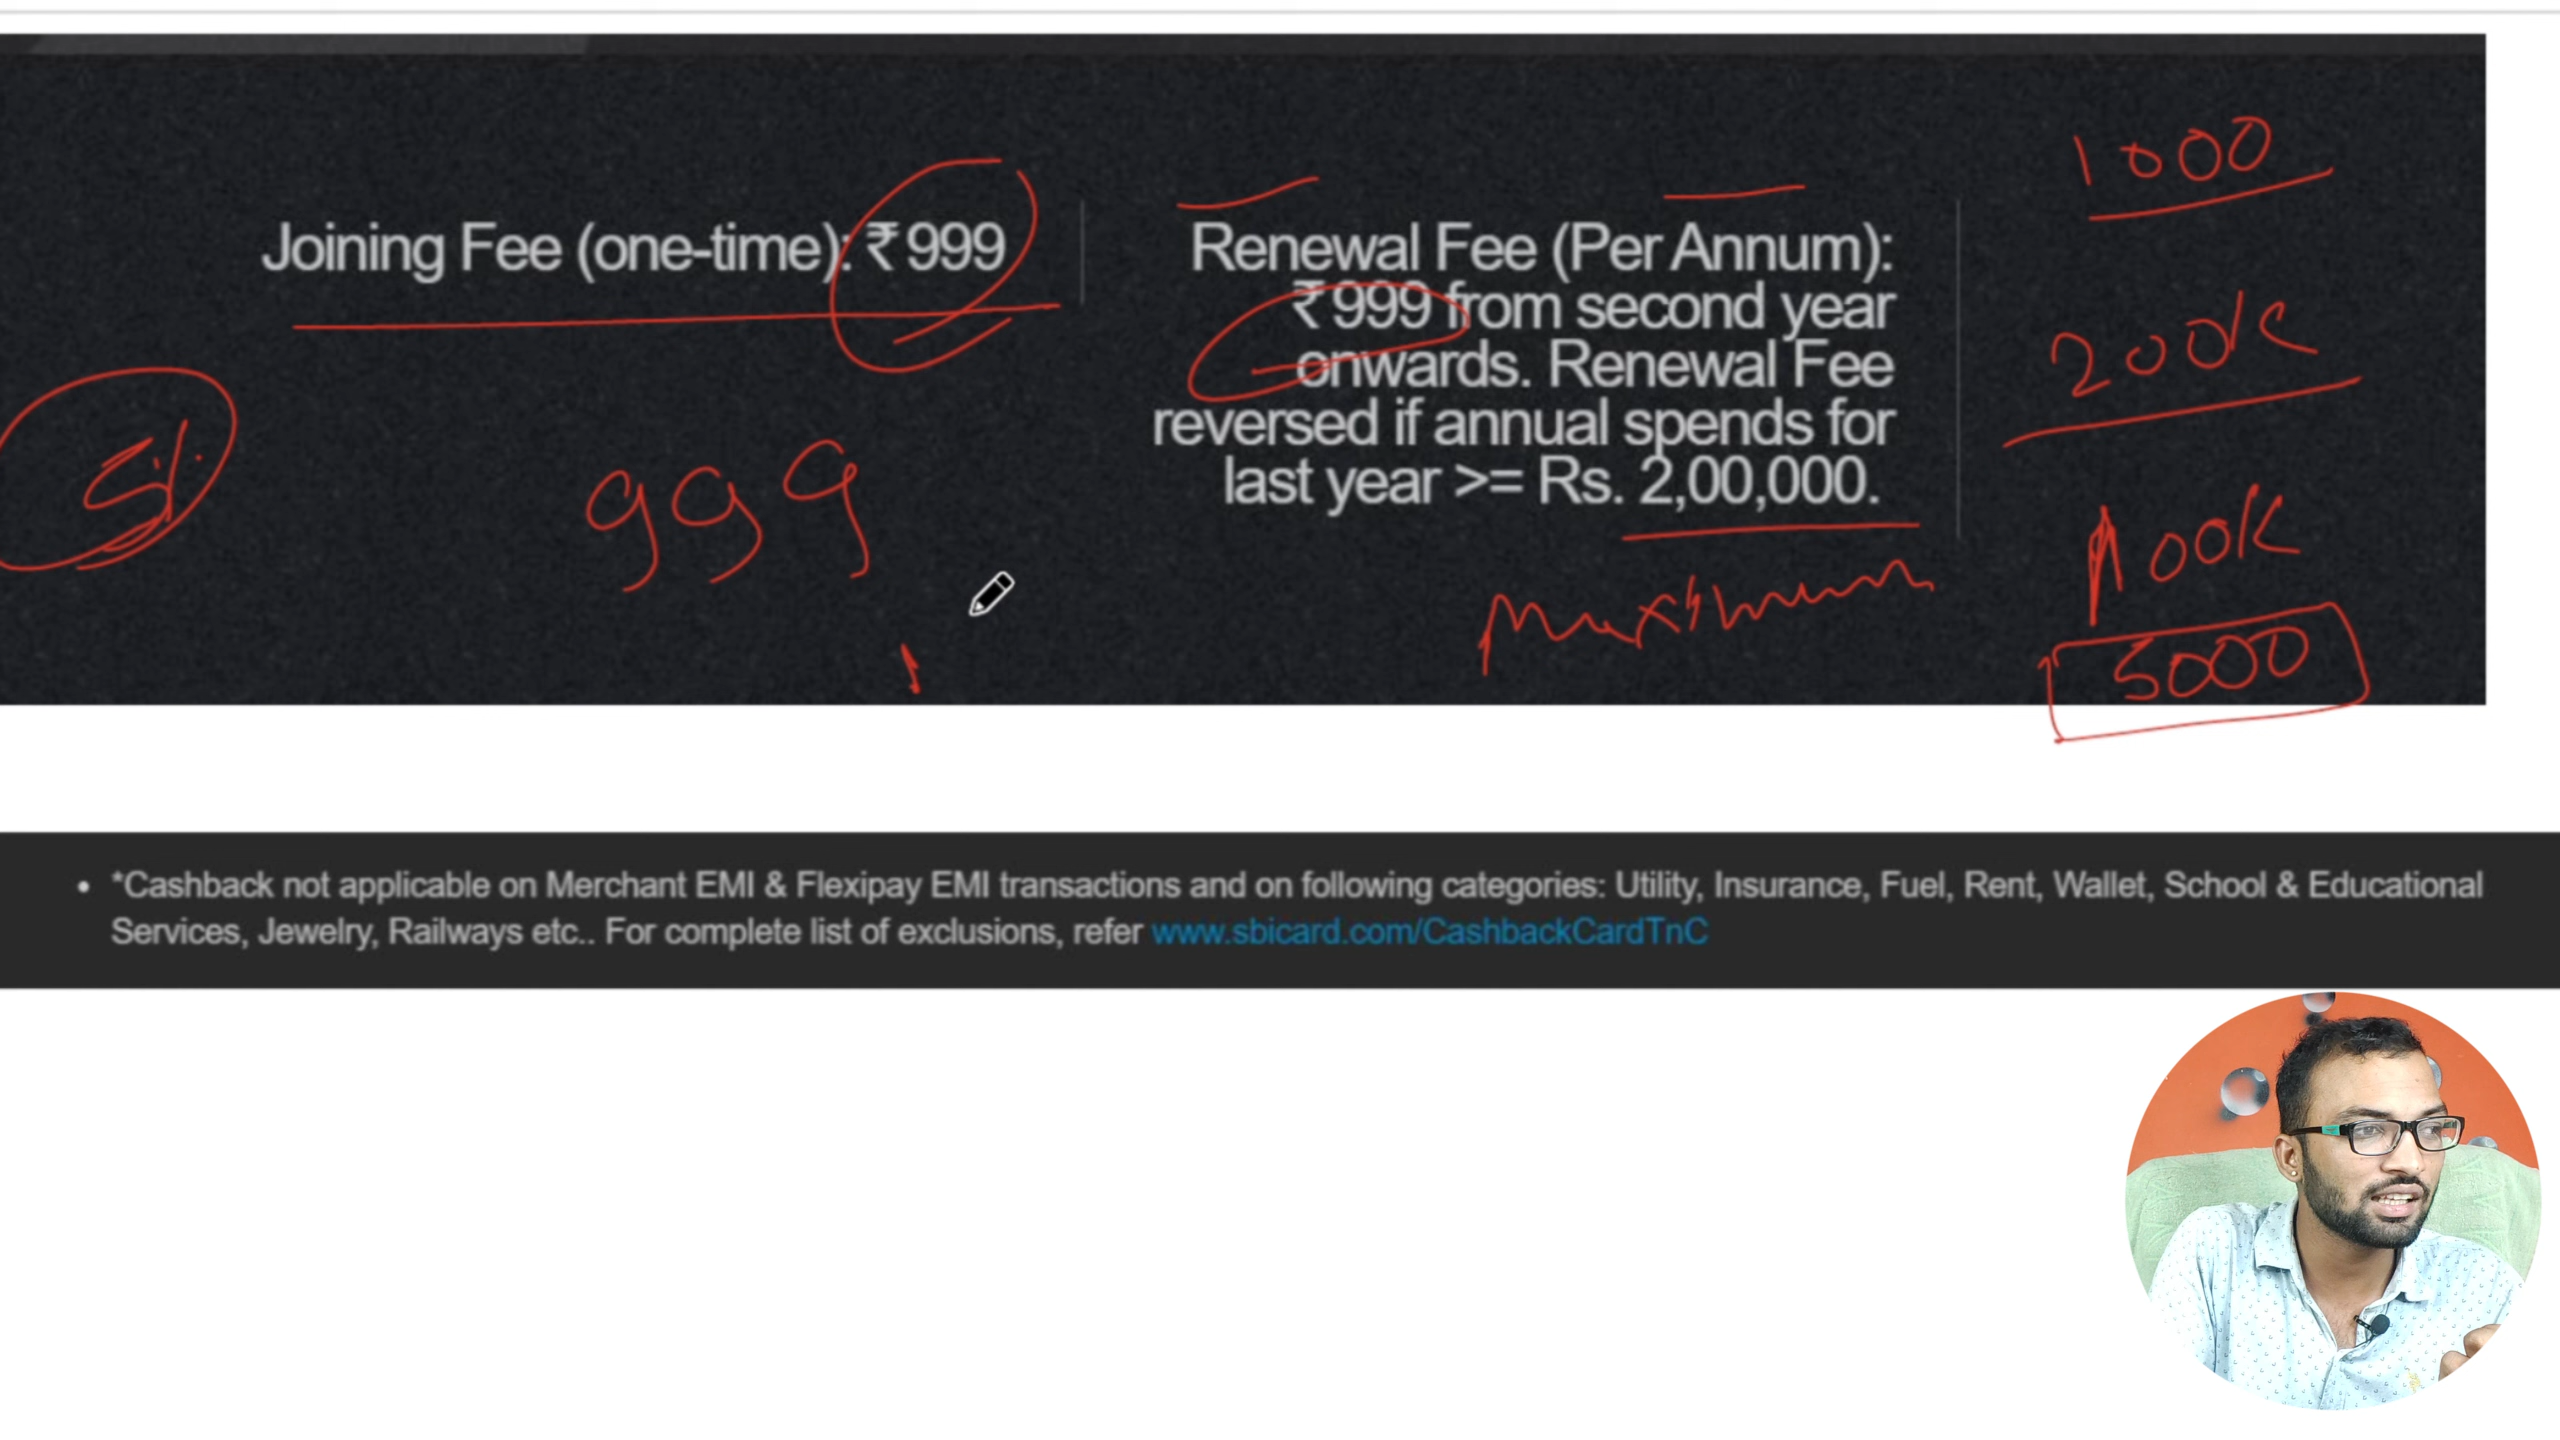 Joining Fee (one-time): ₹999
Renewal Fee (Per Annum):
₹999 from second year
onwards. Renewal Fee
reversed if annual spends for
last year >= Rs. 2,00,000.
1000
200K
100K
5000
5%
999
Maximum
• *Cashback not applicable on Merchant EMI & Flexipay EMI transactions and on following categories: Utility, Insurance, Fuel, Rent, Wallet, School & Educational
Services, Jewelry, Railways etc.. For complete list of exclusions, refer www.sbicard.com/CashbackCardTnC